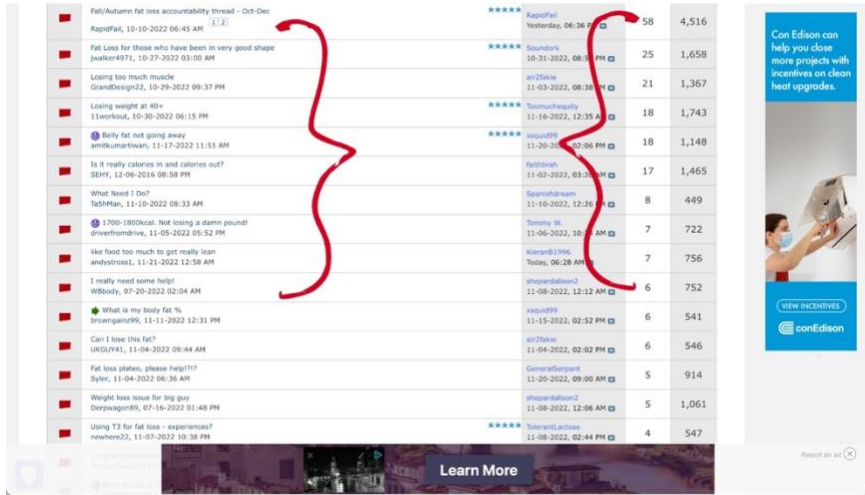 Fall/Autumn fat loss accountability thread - Oct-Dec
1 2
RapidFail, 10-10-2022 06:45 AM
RapidFail
Yesterday, 06:36 PM
58
4,516
Fat Loss for those who have been in very good shape
jwalker4971, 10-27-2022 03:00 AM
Soundork
10-31-2022, PM
25
1,658
Losing too much muscle
GrandDesign22, 10-29-2022 09:37 PM
air2fakie
11-03-2022, 08:38 PM
21
1,367
Losing weight at 40+
11workout, 10-30-2022 06:15 PM
Toomuchequity
11-16-2022, 12:35 AM
18
1,743
Belly fat not going away
amitkumartiwari, 11-17-2022 11:51 AM
xsquid99
02:06 PM
18
1,148
Is it really calories in and calories out?
SEHY, 12-06-2016 08:58 PM
faithbrah
11-02-2022, AM
17
1,465
What Need I Do?
TaShMan, 11-10-2022 08:33 AM
Spanishdream
11-10-2022, 12:26
8
449
1700-1800kcal. Not losing a damn pound!
driverfromdrive, 11-05-2022 05:52 PM
Tommy W.
11-06-2022, AM
7
722
like food too much to get really lean
andystross1, 11-21-2022 12:58 AM
Kieran81996
Today, 06:28 AM
7
756
I really need some help!
WBbody, 07-20-2022 02:04 AM
shepardalison2
11-08-2022, 12:12 AM
6
752
What is my body fat %
browngainz99, 11-11-2022 12:31 PM
xsquid99
11-15-2022, 02:52 PM
6
541
Can I lose this fat?
UKGUY41, 11-04-2022 09:44 AM
air2fakie
11-04-2022, 02:02 PM
6
546
Fat loss plateo, please help!?!?
Syler, 11-04-2022 06:36 AM
GeneralSerpant
11-20-2022, 09:00 AM
5
914
Weight loss issue for big guy
Derpwagon89, 07-16-2022 01:48 PM
shepardalison2
11-08-2022, 12:06 AM
5
1,061
Using T3 for fat loss - experiences?
newhere22, 11-07-2022 10:38 PM
TolerantLactose
11-08-2022, 02:44 PM
4
547
Con Edison can
help you close
more projects with
incentives on clean
heat upgrades.
VIEW INCENTIVES
conEdison
Learn More
Report an ad